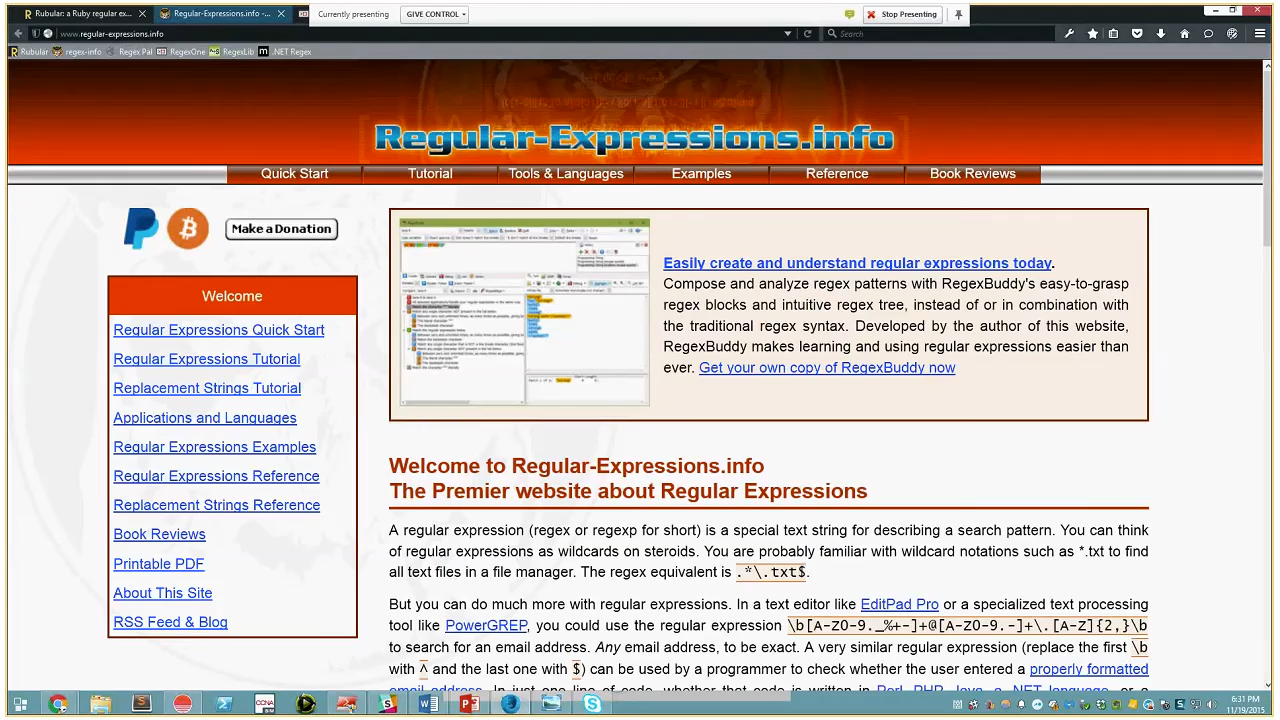 Rubular: a Ruby regular ex... Regular-Expressions.info -... Currently presenting GIVE CONTROL Stop Presenting
www.regular-expressions.info Search
Rubular regex-info Regex Pal RegexOne RegexLib .NET Regex
Regular-Expressions.info
Quick Start Tutorial Tools & Languages Examples Reference Book Reviews
Make a Donation
Welcome
Regular Expressions Quick Start
Regular Expressions Tutorial
Replacement Strings Tutorial
Applications and Languages
Regular Expressions Examples
Regular Expressions Reference
Replacement Strings Reference
Book Reviews
Printable PDF
About This Site
RSS Feed & Blog
Easily create and understand regular expressions today.
Compose and analyze regex patterns with RegexBuddy's easy-to-grasp
regex blocks and intuitive regex tree, instead of or in combination with
the traditional regex syntax. Developed by the author of this website,
RegexBuddy makes learning and using regular expressions easier than
ever. Get your own copy of RegexBuddy now
Welcome to Regular-Expressions.info
The Premier website about Regular Expressions
A regular expression (regex or regexp for short) is a special text string for describing a search pattern. You can think
of regular expressions as wildcards on steroids. You are probably familiar with wildcard notations such as *.txt to find
all text files in a file manager. The regex equivalent is .*\.txt$.
But you can do much more with regular expressions. In a text editor like EditPad Pro or a specialized text processing
tool like PowerGREP, you could use the regular expression \b[A-Z0-9._%+-]+@[A-Z0-9.-]+\.[A-Z]{2,}\b
to search for an email address. Any email address, to be exact. A very similar regular expression (replace the first \b
with ^ and the last one with $) can be used by a programmer to check whether the user entered a properly formatted
email address. In just one line of code, whether that code is written in Perl, PHP, Java, a .NET language, or a
CCNA
6:31 PM
11/19/2015